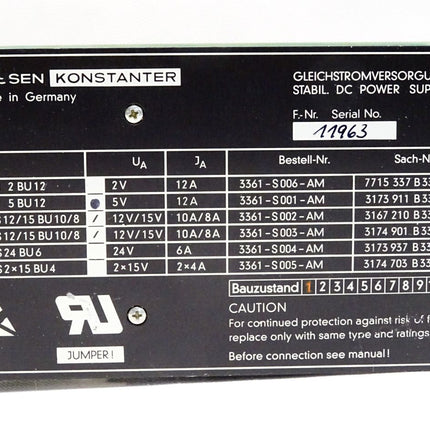 SEN KONSTANTER
GLEICHSTROMVERSORGU
in Germany
STABIL. DC POWER SUP
F.-Nr. Serial No.
11963
U_A J_A Bestell-Nr. Sach-N
2 BU12 2V 12A 3361-S006-AM 7715 337 B3
5 BU12 5V 12A 3361-S001-AM 3173 911 B3
12/15 BU10/8 12V/15V 10A/8A 3361-S002-AM 3167 210 B3
12/15 BU10/8 12V/15V 10A/8A 3361-S003-AM 3174 901 B3
24 BU6 24V 6A 3361-S004-AM 3173 937 B3
2×15 BU4 2×15V 2×4A 3361-S005-AM 3174 703 B3
Bauzustand 1 2 3 4 5 6 7 8 9 1
CAUTION
For continued protection against risk of f
replace only with same type and ratings
Before connection see manual!
JUMPER!